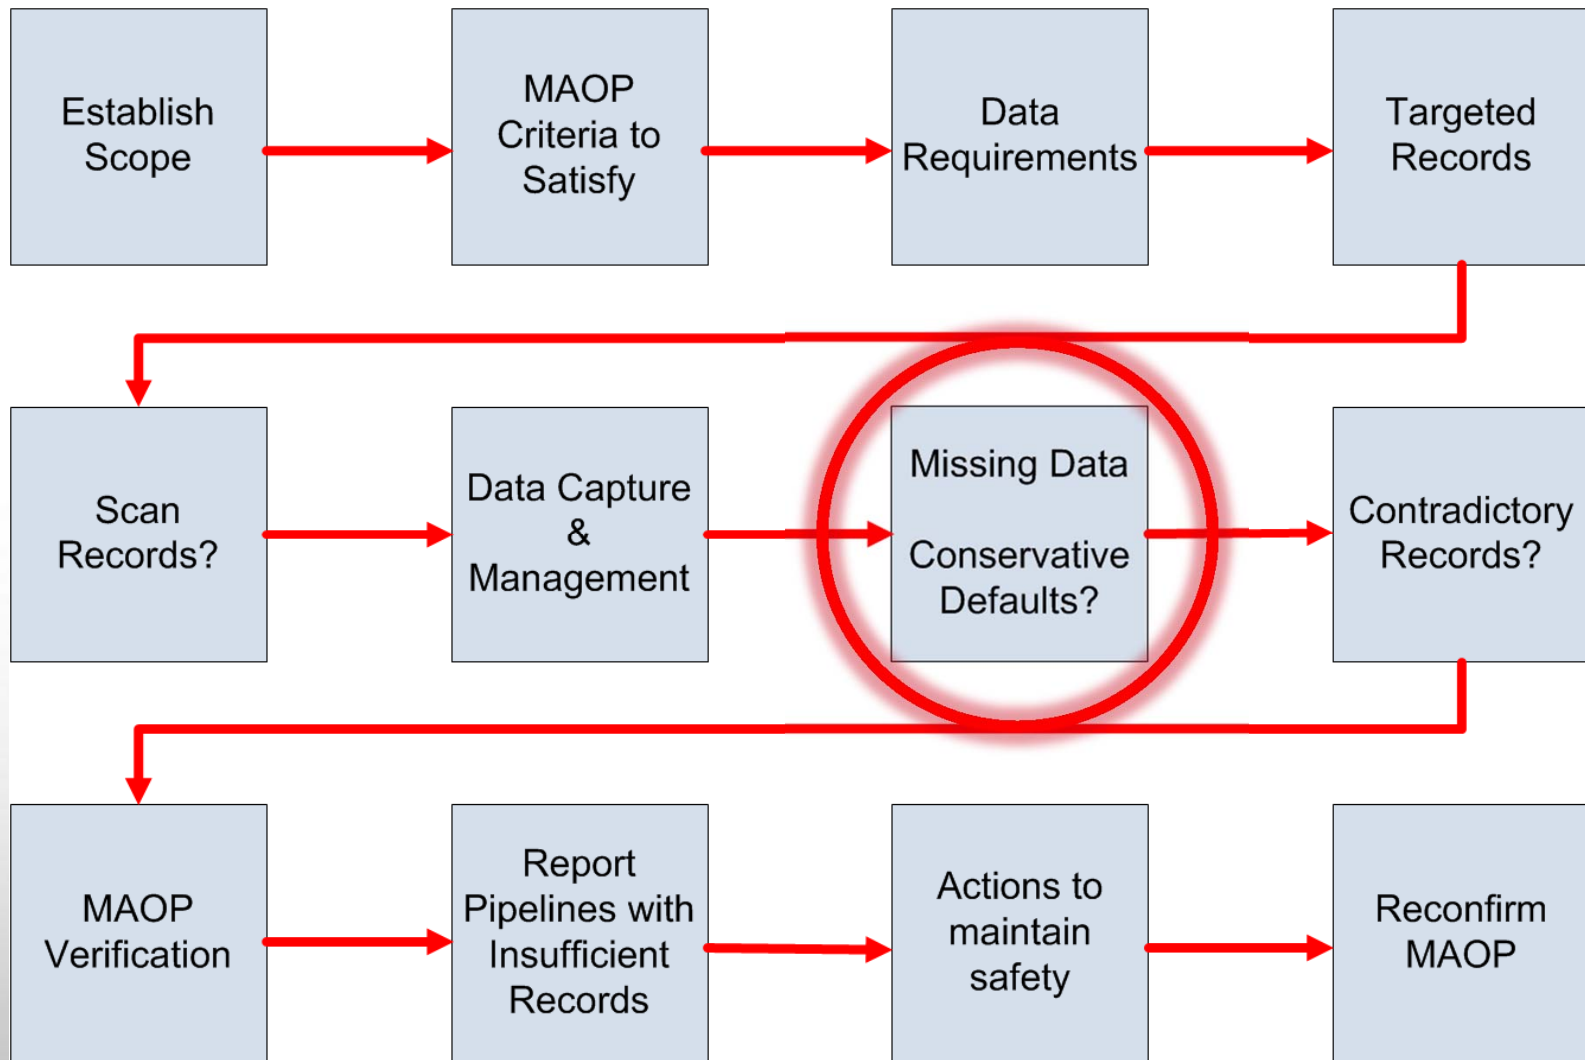 Establish
Scope
MAOP
Criteria to
Satisfy
Data
Requirements
Targeted
Records
Scan
Records?
Data Capture
&
Management
Missing Data
Conservative
Defaults?
Contradictory
Records?
MAOP
Verification
Report
Pipelines with
Insufficient
Records
Actions to
maintain
safety
Reconfirm
MAOP